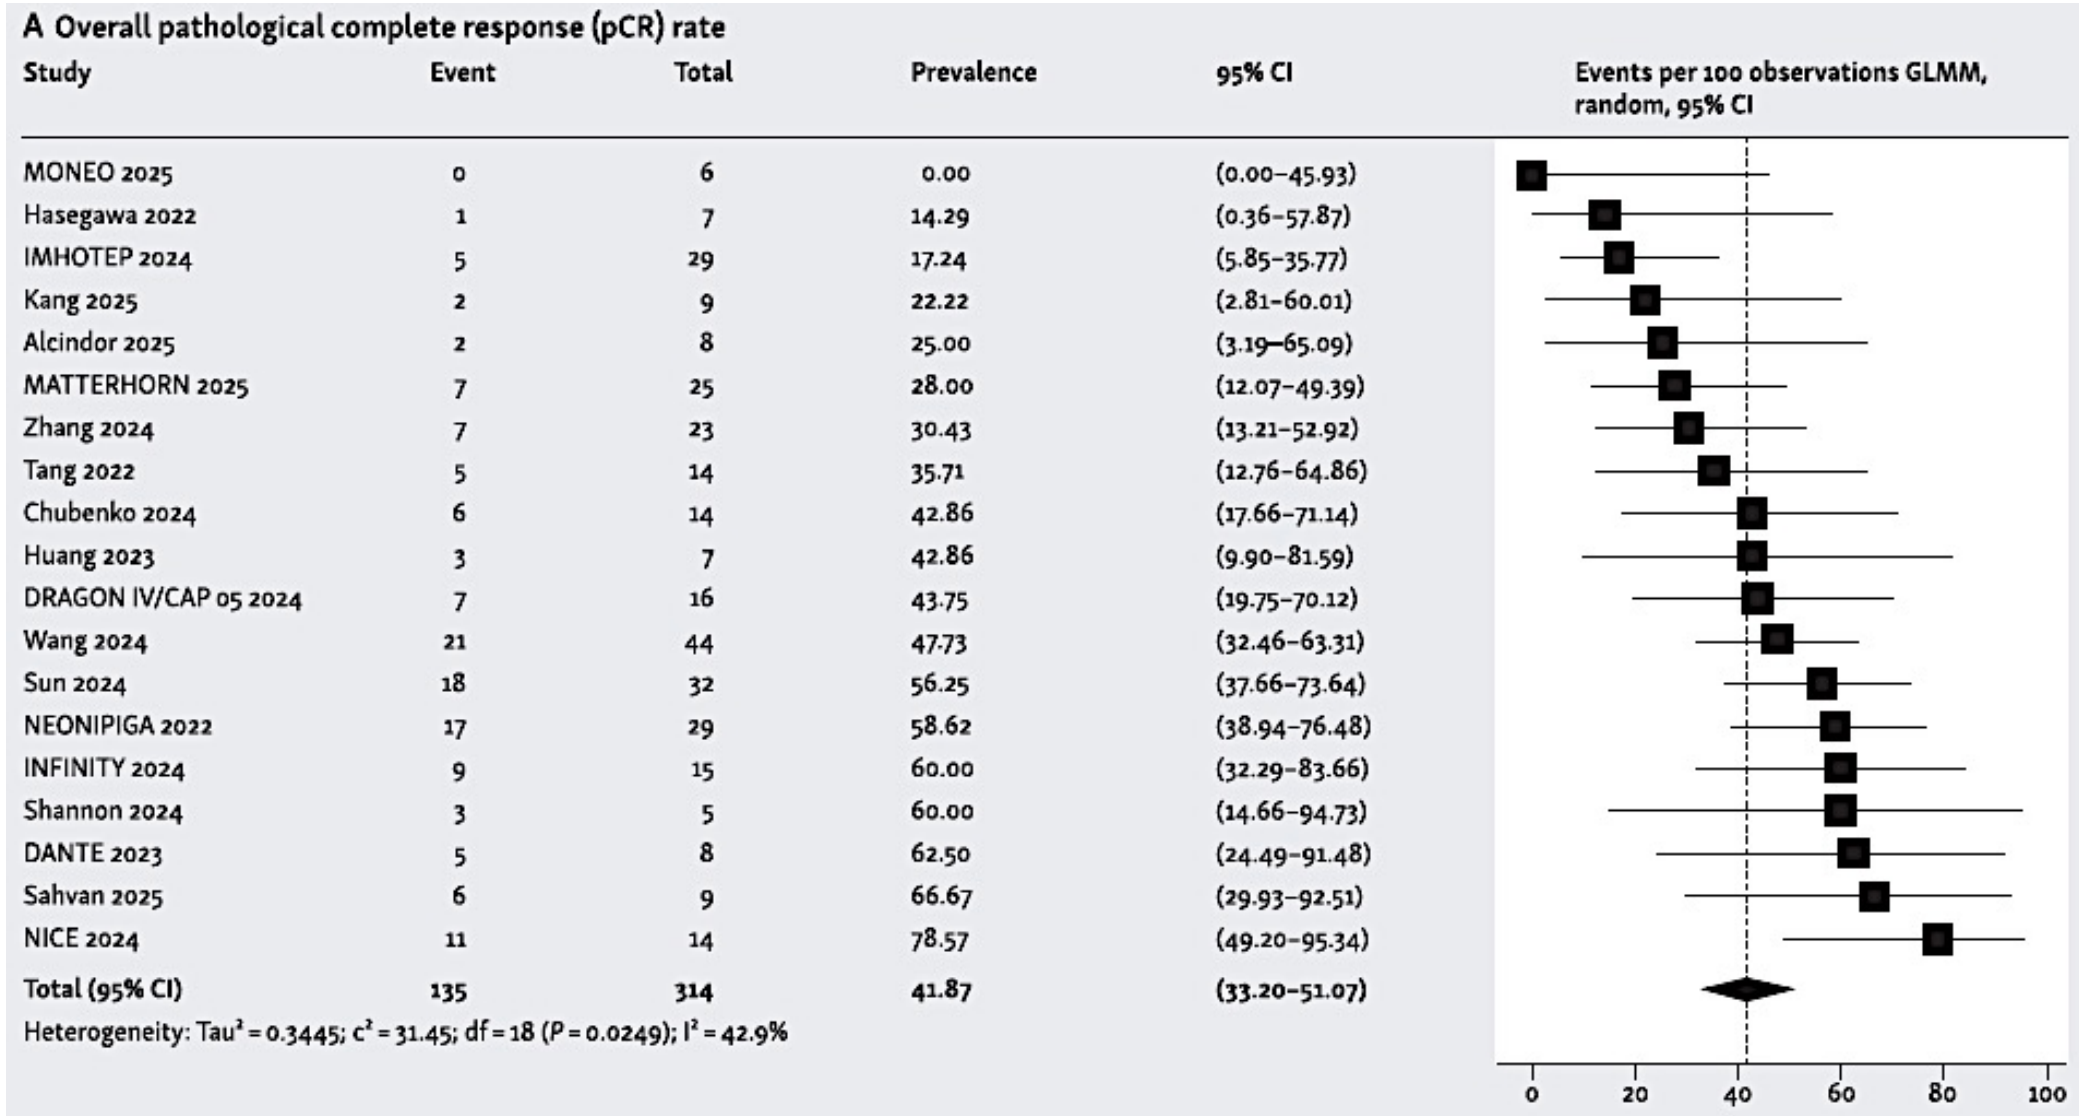 A Overall pathological complete response (pCR) rate
Study Event Total Prevalence 95% CI Events per 100 observations GLMM,
random, 95% CI
MONEO 2025 0 6 0.00 (0.00–45.93)
Hasegawa 2022 1 7 14.29 (0.36–57.87)
IMHOTEP 2024 5 29 17.24 (5.85–35.77)
Kang 2025 2 9 22.22 (2.81–60.01)
Alcindor 2025 2 8 25.00 (3.19–65.09)
MATTERHORN 2025 7 25 28.00 (12.07–49.39)
Zhang 2024 7 23 30.43 (13.21–52.92)
Tang 2022 5 14 35.71 (12.76–64.86)
Chubenko 2024 6 14 42.86 (17.66–71.14)
Huang 2023 3 7 42.86 (9.90–81.59)
DRAGON IV/CAP 05 2024 7 16 43.75 (19.75–70.12)
Wang 2024 21 44 47.73 (32.46–63.31)
Sun 2024 18 32 56.25 (37.66–73.64)
NEONIPIGA 2022 17 29 58.62 (38.94–76.48)
INFINITY 2024 9 15 60.00 (32.29–83.66)
Shannon 2024 3 5 60.00 (14.66–94.73)
DANTE 2023 5 8 62.50 (24.49–91.48)
Sahvan 2025 6 9 66.67 (29.93–92.51)
NICE 2024 11 14 78.57 (49.20–95.34)
Total (95% CI) 135 314 41.87 (33.20–51.07)
Heterogeneity: Tau² = 0.3445; c² = 31.45; df = 18 (P = 0.0249); I² = 42.9%
0 20 40 60 80 100